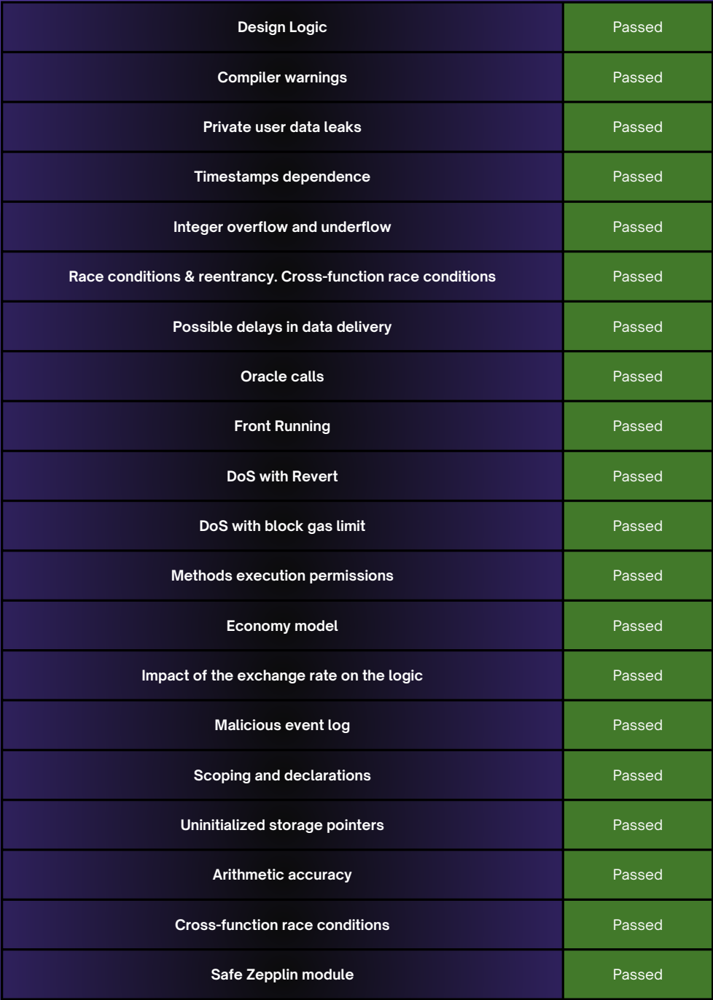 Design Logic Passed
Compiler warnings Passed
Private user data leaks Passed
Timestamps dependence Passed
Integer overflow and underflow Passed
Race conditions & reentrancy. Cross-function race conditions Passed
Possible delays in data delivery Passed
Oracle calls Passed
Front Running Passed
DoS with Revert Passed
DoS with block gas limit Passed
Methods execution permissions Passed
Economy model Passed
Impact of the exchange rate on the logic Passed
Malicious event log Passed
Scoping and declarations Passed
Uninitialized storage pointers Passed
Arithmetic accuracy Passed
Cross-function race conditions Passed
Safe Zepplin module Passed